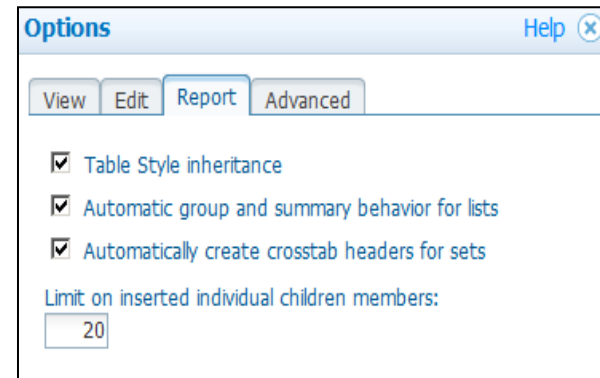 Options Help
View Edit Report Advanced
Table Style inheritance
Automatic group and summary behavior for lists
Automatically create crosstab headers for sets
Limit on inserted individual children members:
20